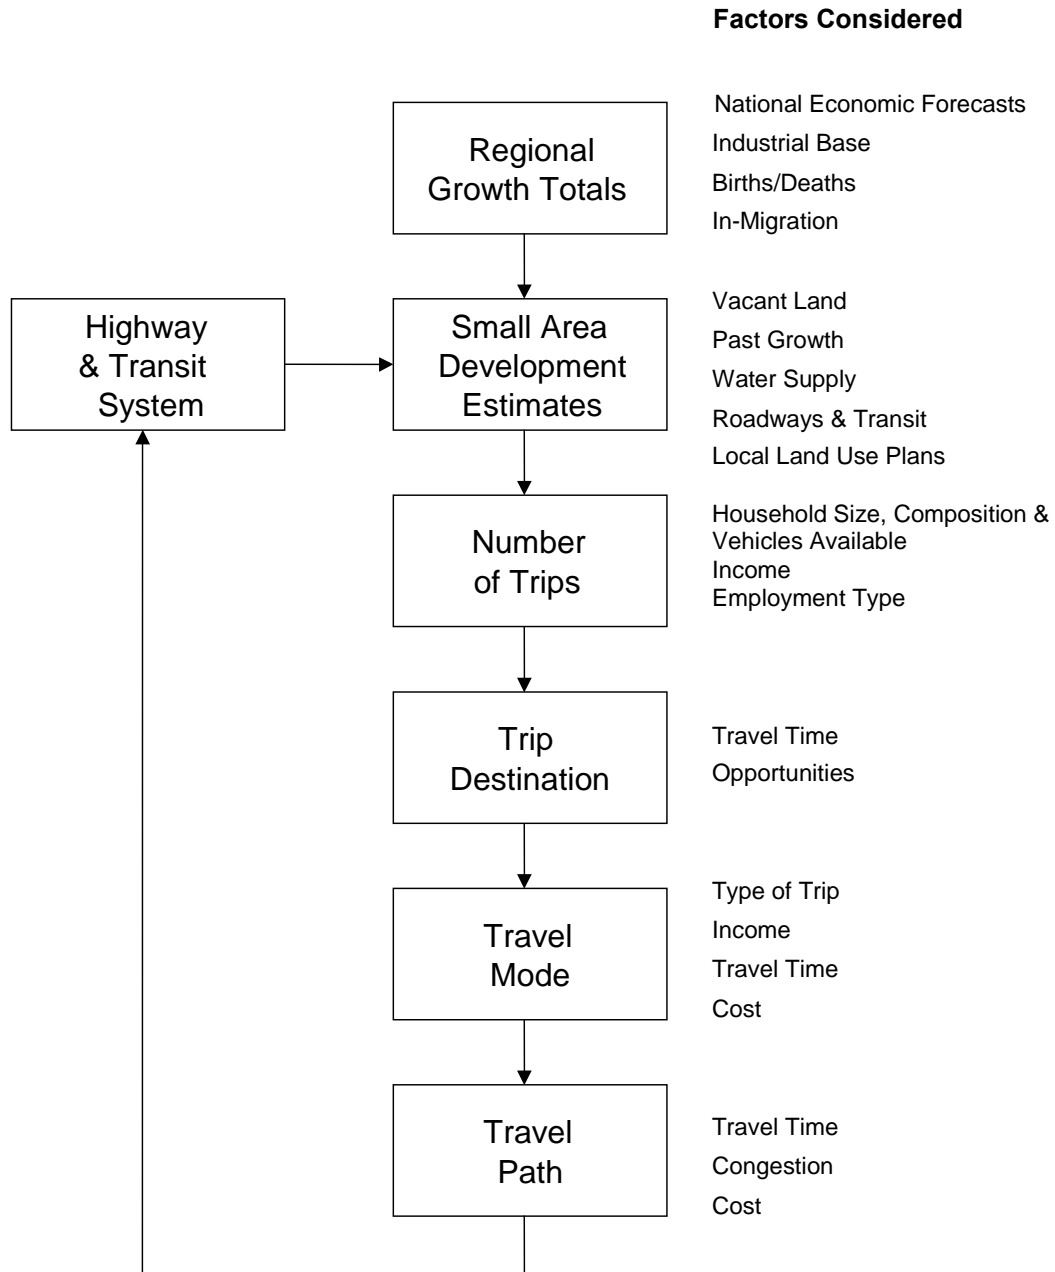 Factors Considered
Regional
Growth Totals
National Economic Forecasts
Industrial Base
Births/Deaths
In-Migration
Highway
& Transit
System
Small Area
Development
Estimates
Vacant Land
Past Growth
Water Supply
Roadways & Transit
Local Land Use Plans
Number
of Trips
Household Size, Composition &
Vehicles Available
Income
Employment Type
Trip
Destination
Travel Time
Opportunities
Travel
Mode
Type of Trip
Income
Travel Time
Cost
Travel
Path
Travel Time
Congestion
Cost